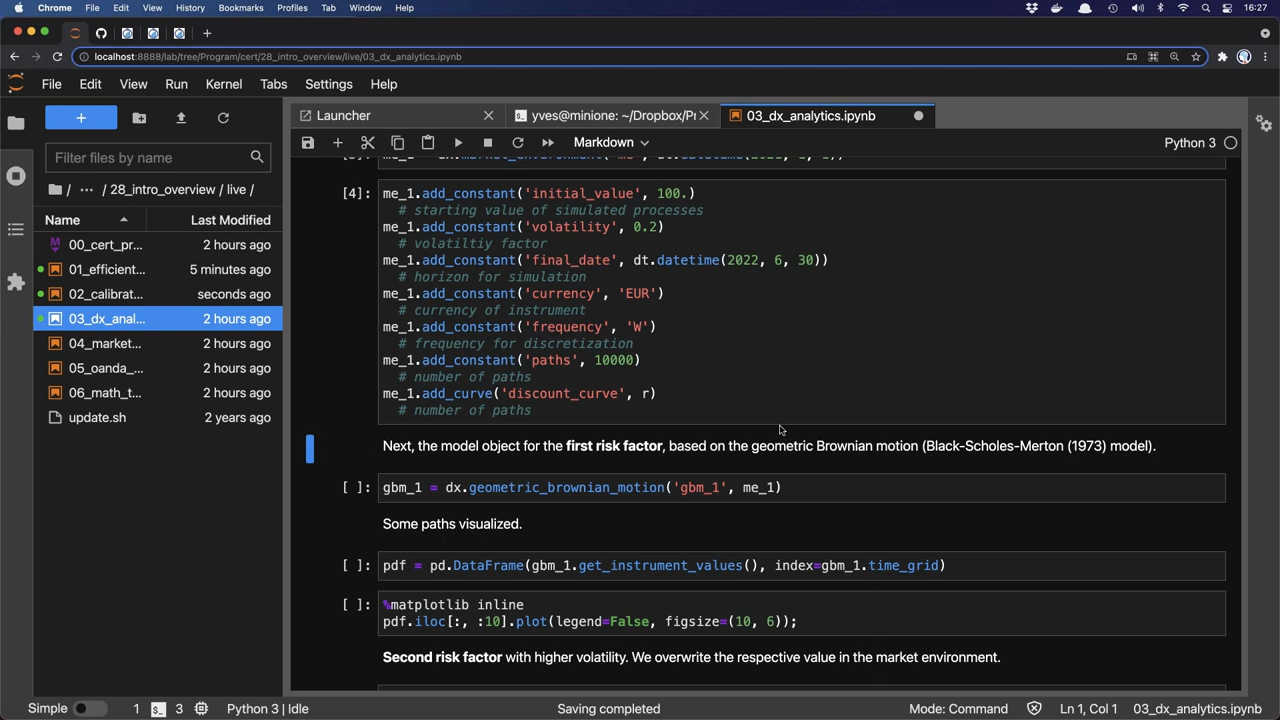 Chrome File Edit View History Bookmarks Profiles Tab Window Help 16:27
localhost:8888/lab/tree/Program/cert/28_intro_overview/live/03_dx_analytics.ipynb
File Edit View Run Kernel Tabs Settings Help
Launcher
yves@minione: ~/Dropbox/Pr
03_dx_analytics.ipynb
Markdown
Python 3
Filter files by name
/ ··· / 28_intro_overview / live /
Name Last Modified
00_cert_pr... 2 hours ago
01_efficient... 5 minutes ago
02_calibrat... seconds ago
03_dx_anal... 2 hours ago
04_market... 2 hours ago
05_oanda_... 2 hours ago
06_math_t... 2 hours ago
update.sh 2 years ago
[4]: me_1.add_constant('initial_value', 100.)
# starting value of simulated processes
me_1.add_constant('volatility', 0.2)
# volatiltiy factor
me_1.add_constant('final_date', dt.datetime(2022, 6, 30))
# horizon for simulation
me_1.add_constant('currency', 'EUR')
# currency of instrument
me_1.add_constant('frequency', 'W')
# frequency for discretization
me_1.add_constant('paths', 10000)
# number of paths
me_1.add_curve('discount_curve', r)
# number of paths
Next, the model object for the first risk factor, based on the geometric Brownian motion (Black-Scholes-Merton (1973) model).
[ ]: gbm_1 = dx.geometric_brownian_motion('gbm_1', me_1)
Some paths visualized.
[ ]: pdf = pd.DataFrame(gbm_1.get_instrument_values(), index=gbm_1.time_grid)
[ ]: %matplotlib inline
pdf.iloc[:, :10].plot(legend=False, figsize=(10, 6));
Second risk factor with higher volatility. We overwrite the respective value in the market environment.
Simple 1 3 Python 3 | Idle Saving completed Mode: Command Ln 1, Col 1 03_dx_analytics.ipynb